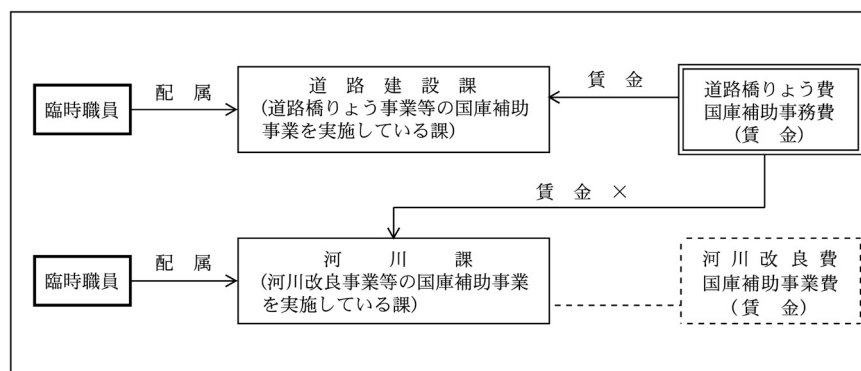 臨時職員
配　属
道　路　建　設　課
(道路橋りょう事業等の国庫補助
事業を実施している課)
賃　金
道路橋りょう費
国庫補助事務費
(賃　金)
賃　金　×
臨時職員
配　属
河　　川　　課
(河川改良事業等の国庫補助事業
を実施している課)
河 川 改 良 費
国庫補助事業費
(賃　金)